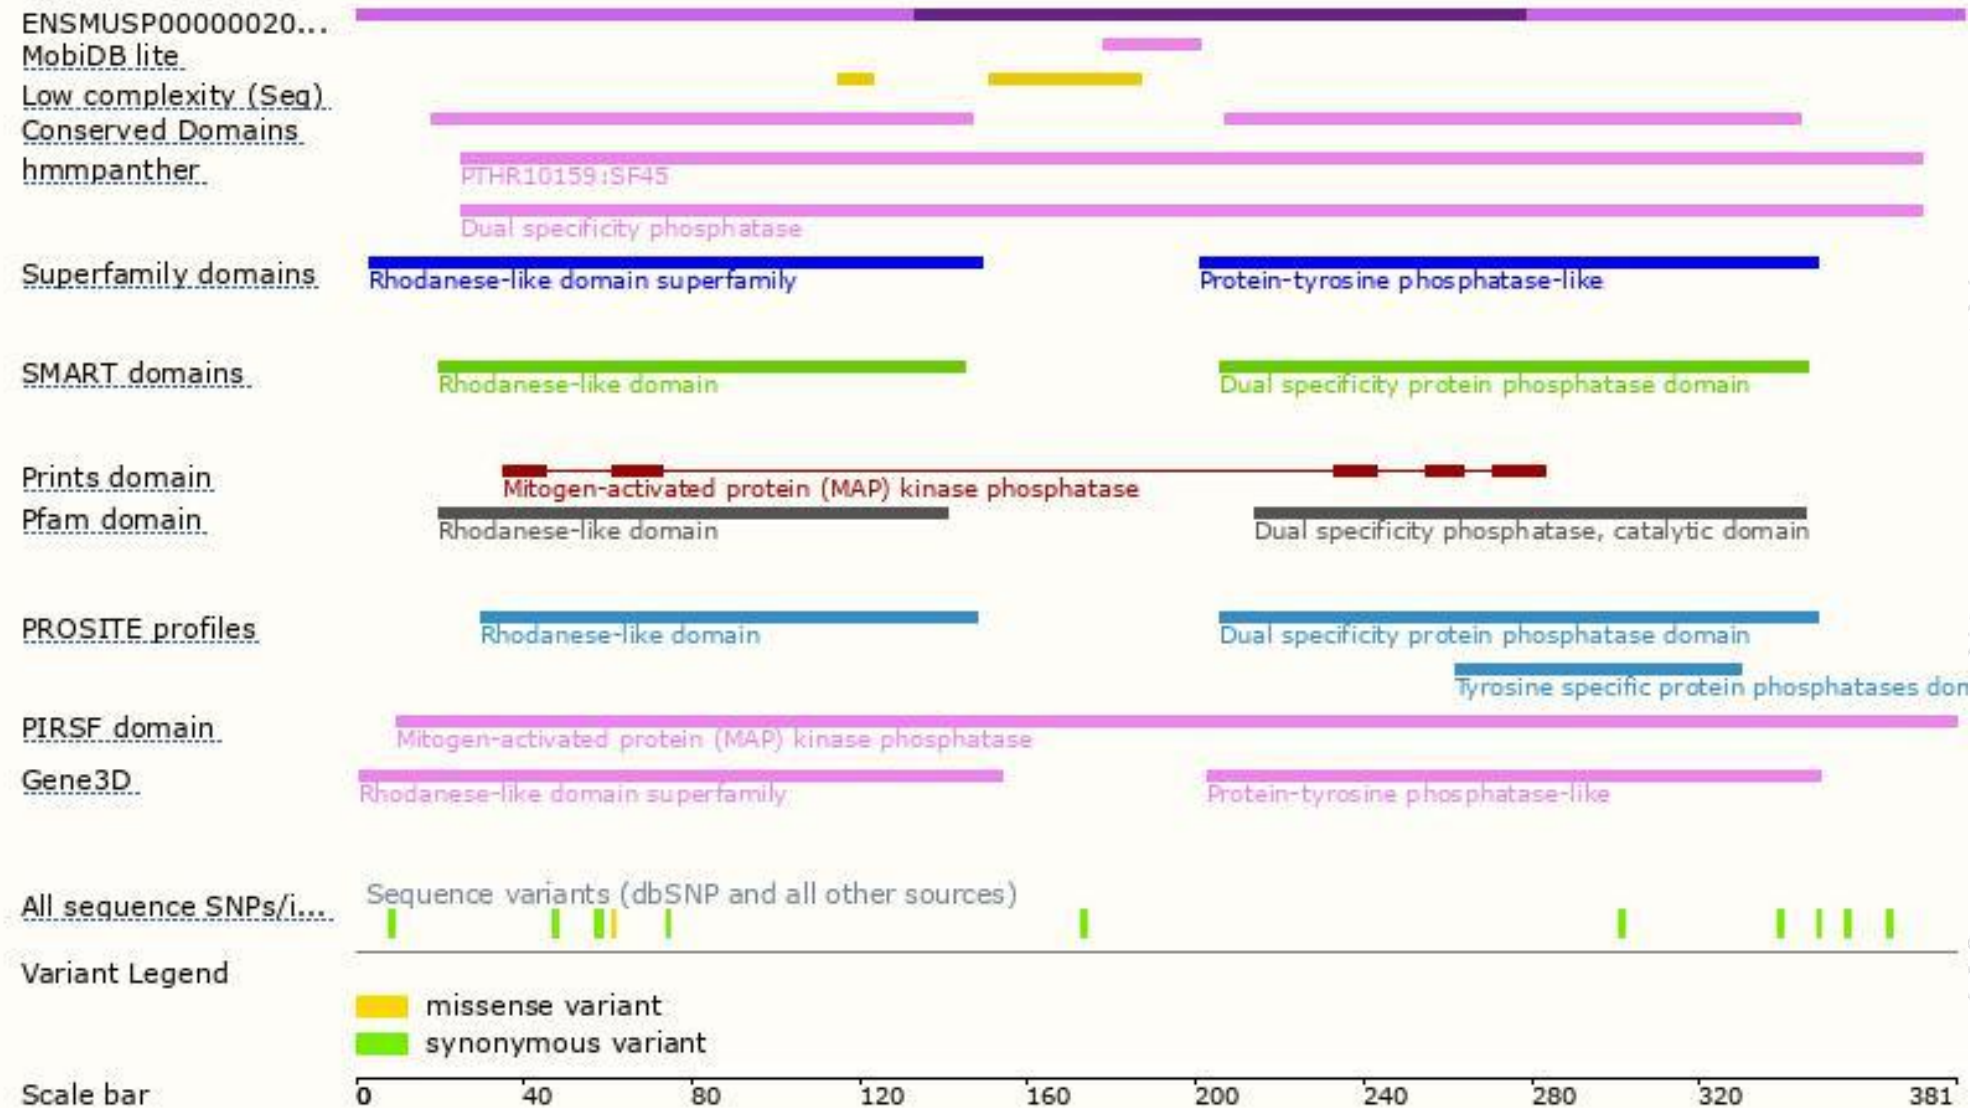 ENSMUSP00000020...
MobiDB lite
Low complexity (Seg)
Conserved Domains
hmmpanther
PTHR10159:SF45
Dual specificity phosphatase
Superfamily domains
Rhodanese-like domain superfamily
Protein-tyrosine phosphatase-like
SMART domains
Rhodanese-like domain
Dual specificity protein phosphatase domain
Prints domain
Mitogen-activated protein (MAP) kinase phosphatase
Pfam domain
Rhodanese-like domain
Dual specificity phosphatase, catalytic domain
PROSITE profiles
Rhodanese-like domain
Dual specificity protein phosphatase domain
Tyrosine specific protein phosphatases dom
PIRSF domain
Mitogen-activated protein (MAP) kinase phosphatase
Gene3D
Rhodanese-like domain superfamily
Protein-tyrosine phosphatase-like
Sequence variants (dbSNP and all other sources)
All sequence SNPs/i...
Variant Legend
missense variant
synonymous variant
Scale bar 0 40 80 120 160 200 240 280 320 381